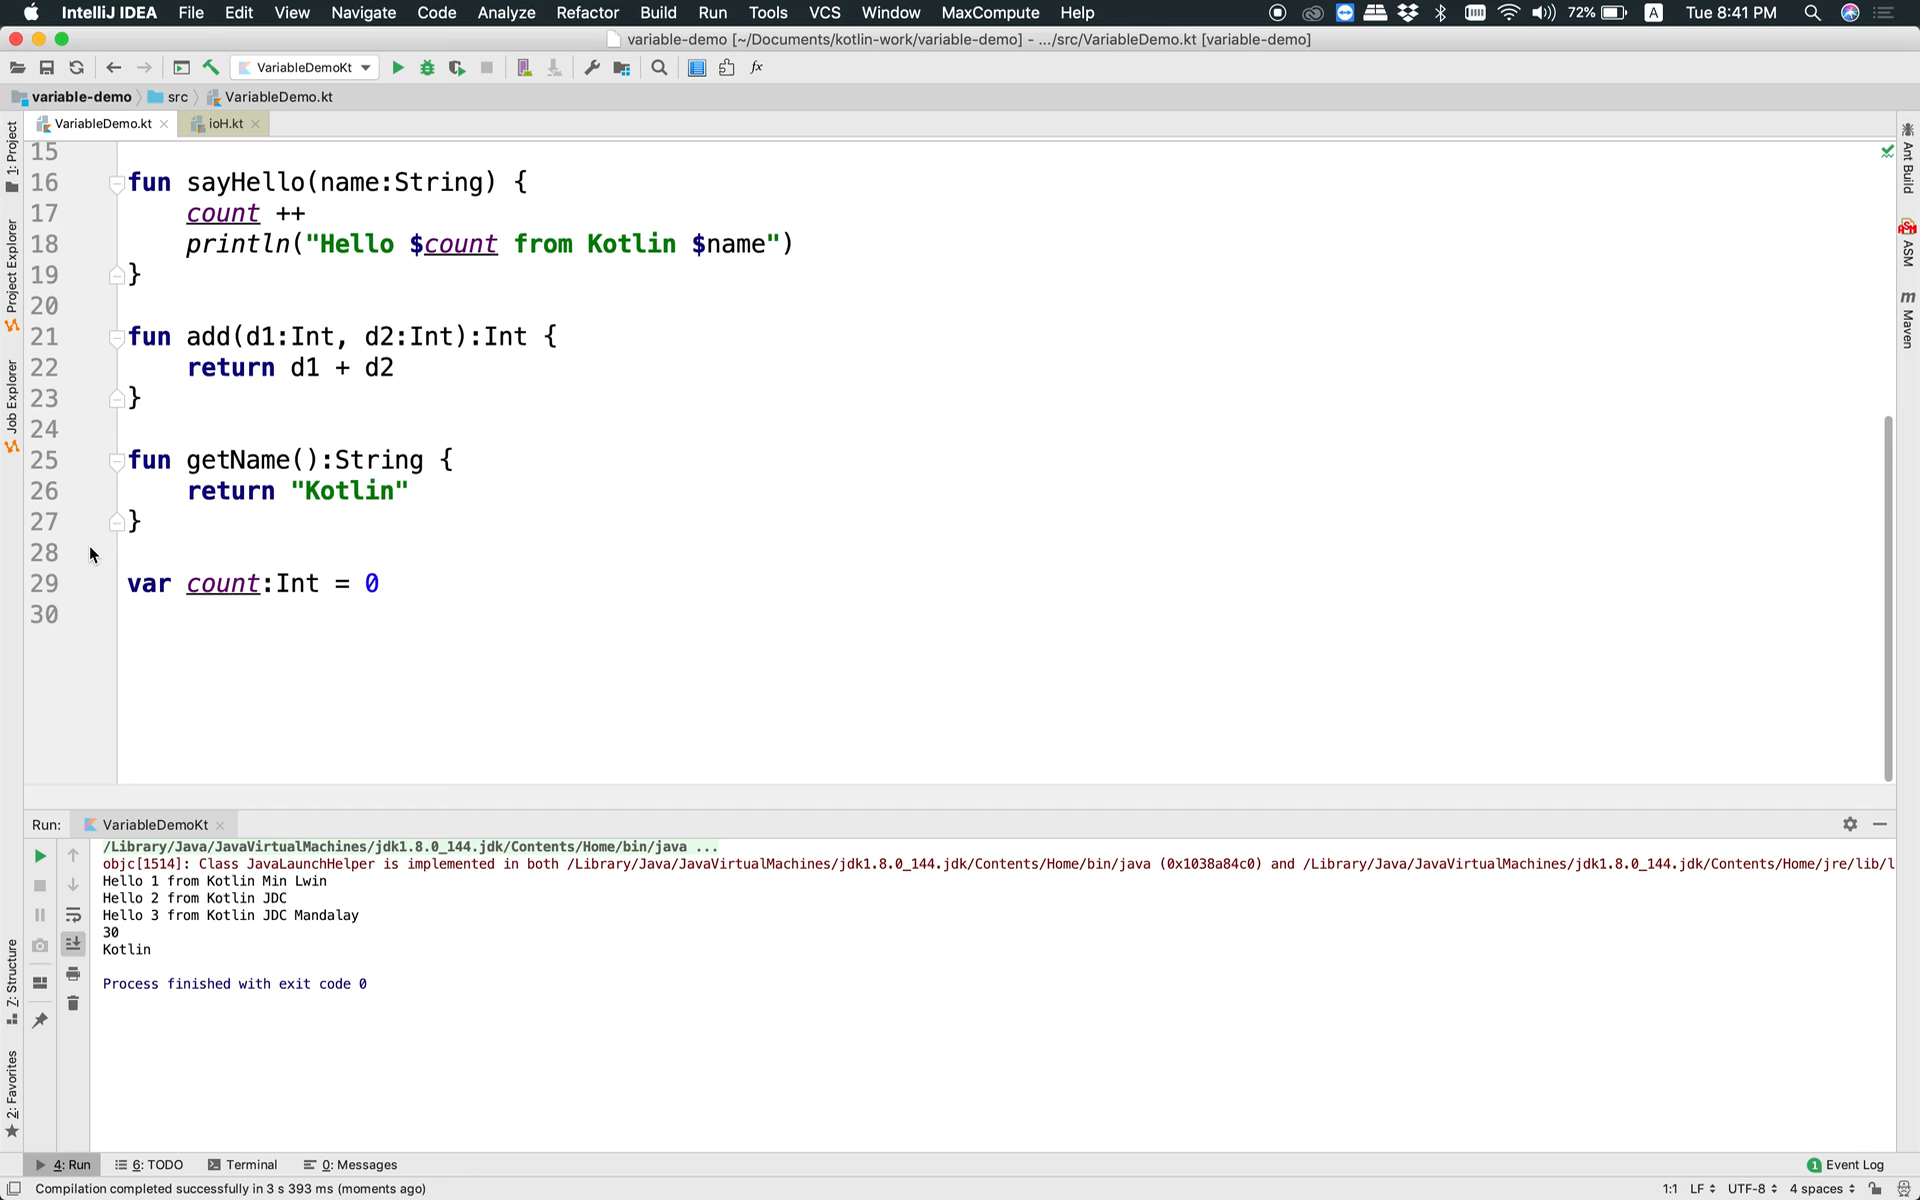 IntelliJ IDEA File Edit View Navigate Code Analyze Refactor Build Run Tools VCS Window MaxCompute Help 72% A Tue 8:41 PM
variable-demo [~/Documents/kotlin-work/variable-demo] - .../src/VariableDemo.kt [variable-demo]
VariableDemoKt fx
variable-demo src VariableDemo.kt
VariableDemo.kt ioH.kt
1: Project
Project Explorer
Job Explorer
Z: Structure
2: Favorites
Ant Build
ASM
ASM
m
Maven
15
16 fun sayHello(name:String) {
17 count ++
18 println("Hello $count from Kotlin $name")
19 }
20
21 fun add(d1:Int, d2:Int):Int {
22 return d1 + d2
23 }
24
25 fun getName():String {
26 return "Kotlin"
27 }
28
29 var count:Int = 0
30
Run: VariableDemoKt
/Library/Java/JavaVirtualMachines/jdk1.8.0_144.jdk/Contents/Home/bin/java ...
objc[1514]: Class JavaLaunchHelper is implemented in both /Library/Java/JavaVirtualMachines/jdk1.8.0_144.jdk/Contents/Home/bin/java (0x1038a84c0) and /Library/Java/JavaVirtualMachines/jdk1.8.0_144.jdk/Contents/Home/jre/lib/l
Hello 1 from Kotlin Min Lwin
Hello 2 from Kotlin JDC
Hello 3 from Kotlin JDC Mandalay
30
Kotlin
Process finished with exit code 0
4: Run 6: TODO Terminal 0: Messages 1 Event Log
Compilation completed successfully in 3 s 393 ms (moments ago) 1:1 LF UTF-8 4 spaces